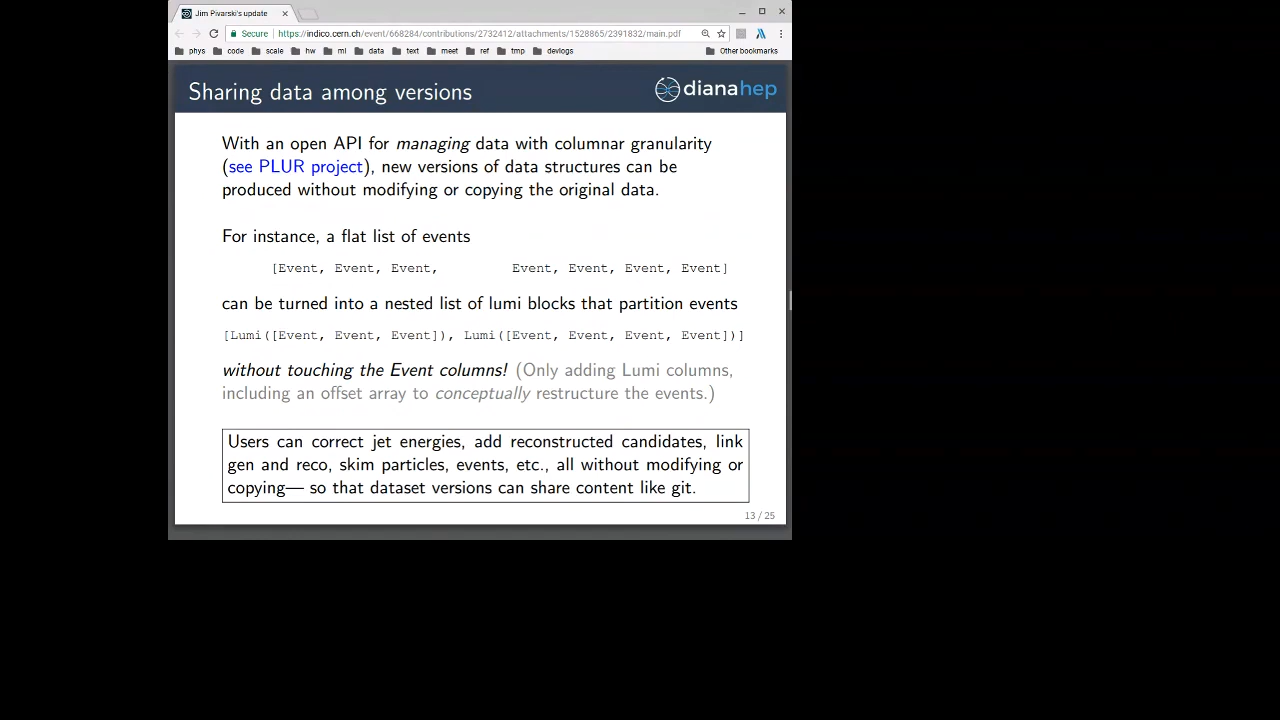 Jim Pivarski's update
Secure https://indico.cern.ch/event/668284/contributions/2732412/attachments/1528865/2391832/main.pdf
phys code scale hw ml data text meet ref tmp devlogs Other bookmarks
Sharing data among versions
dianahep
With an open API for managing data with columnar granularity
(see PLUR project), new versions of data structures can be
produced without modifying or copying the original data.
For instance, a flat list of events
[Event, Event, Event, Event, Event, Event, Event]
can be turned into a nested list of lumi blocks that partition events
[Lumi([Event, Event, Event]), Lumi([Event, Event, Event, Event])]
without touching the Event columns! (Only adding Lumi columns,
including an offset array to conceptually restructure the events.)
Users can correct jet energies, add reconstructed candidates, link
gen and reco, skim particles, events, etc., all without modifying or
copying— so that dataset versions can share content like git.
13 / 25